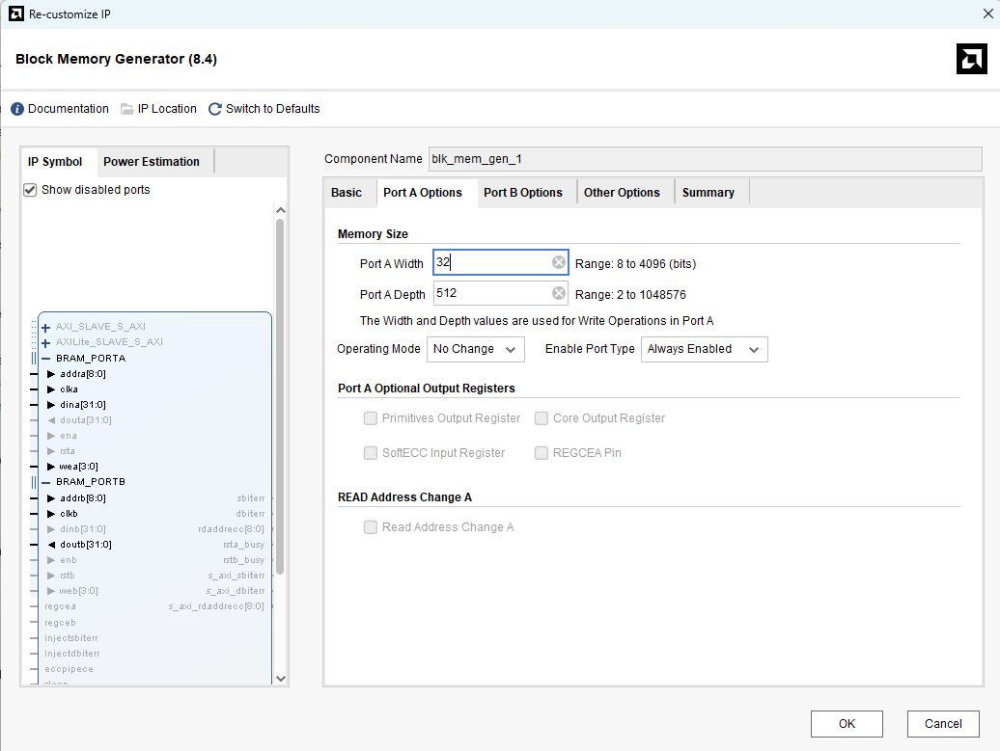 Re-customize IP
Block Memory Generator (8.4)
Documentation IP Location Switch to Defaults
IP Symbol Power Estimation
Show disabled ports
AXI_SLAVE_S_AXI
AXILite_SLAVE_S_AXI
BRAM_PORTA
addra[8:0]
clka
dina[31:0]
douta[31:0]
ena
rsta
wea[3:0]
BRAM_PORTB
addrb[8:0] sbiterr
clkb dbiterr
dinb[31:0] rdaddrecc[8:0]
doutb[31:0] rsta_busy
enb rstb_busy
rstb s_axi_sbiterr
web[3:0] s_axi_dbiterr
regcea s_axi_rdaddrecc[8:0]
regceb
injectsbiterr
injectdbiterr
eccpipece
sleep
Component Name blk_mem_gen_1
Basic Port A Options Port B Options Other Options Summary
Memory Size
Port A Width 32 Range: 8 to 4096 (bits)
Port A Depth 512 Range: 2 to 1048576
The Width and Depth values are used for Write Operations in Port A
Operating Mode No Change Enable Port Type Always Enabled
Port A Optional Output Registers
Primitives Output Register Core Output Register
SoftECC Input Register REGCEA Pin
READ Address Change A
Read Address Change A
OK Cancel